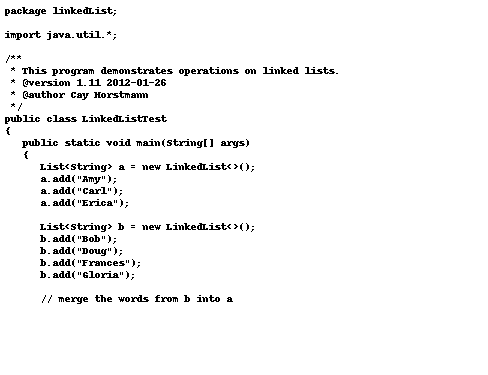 package linkedList;
import java.util.*;
/**
 * This program demonstrates operations on linked lists.
 * @version 1.11 2012-01-26
 * @author Cay Horstmann
 */
public class LinkedListTest
{
   public static void main(String[] args)
   {
      List<String> a = new LinkedList<>();
      a.add("Amy");
      a.add("Carl");
      a.add("Erica");
      List<String> b = new LinkedList<>();
      b.add("Bob");
      b.add("Doug");
      b.add("Frances");
      b.add("Gloria");
      // merge the words from b into a